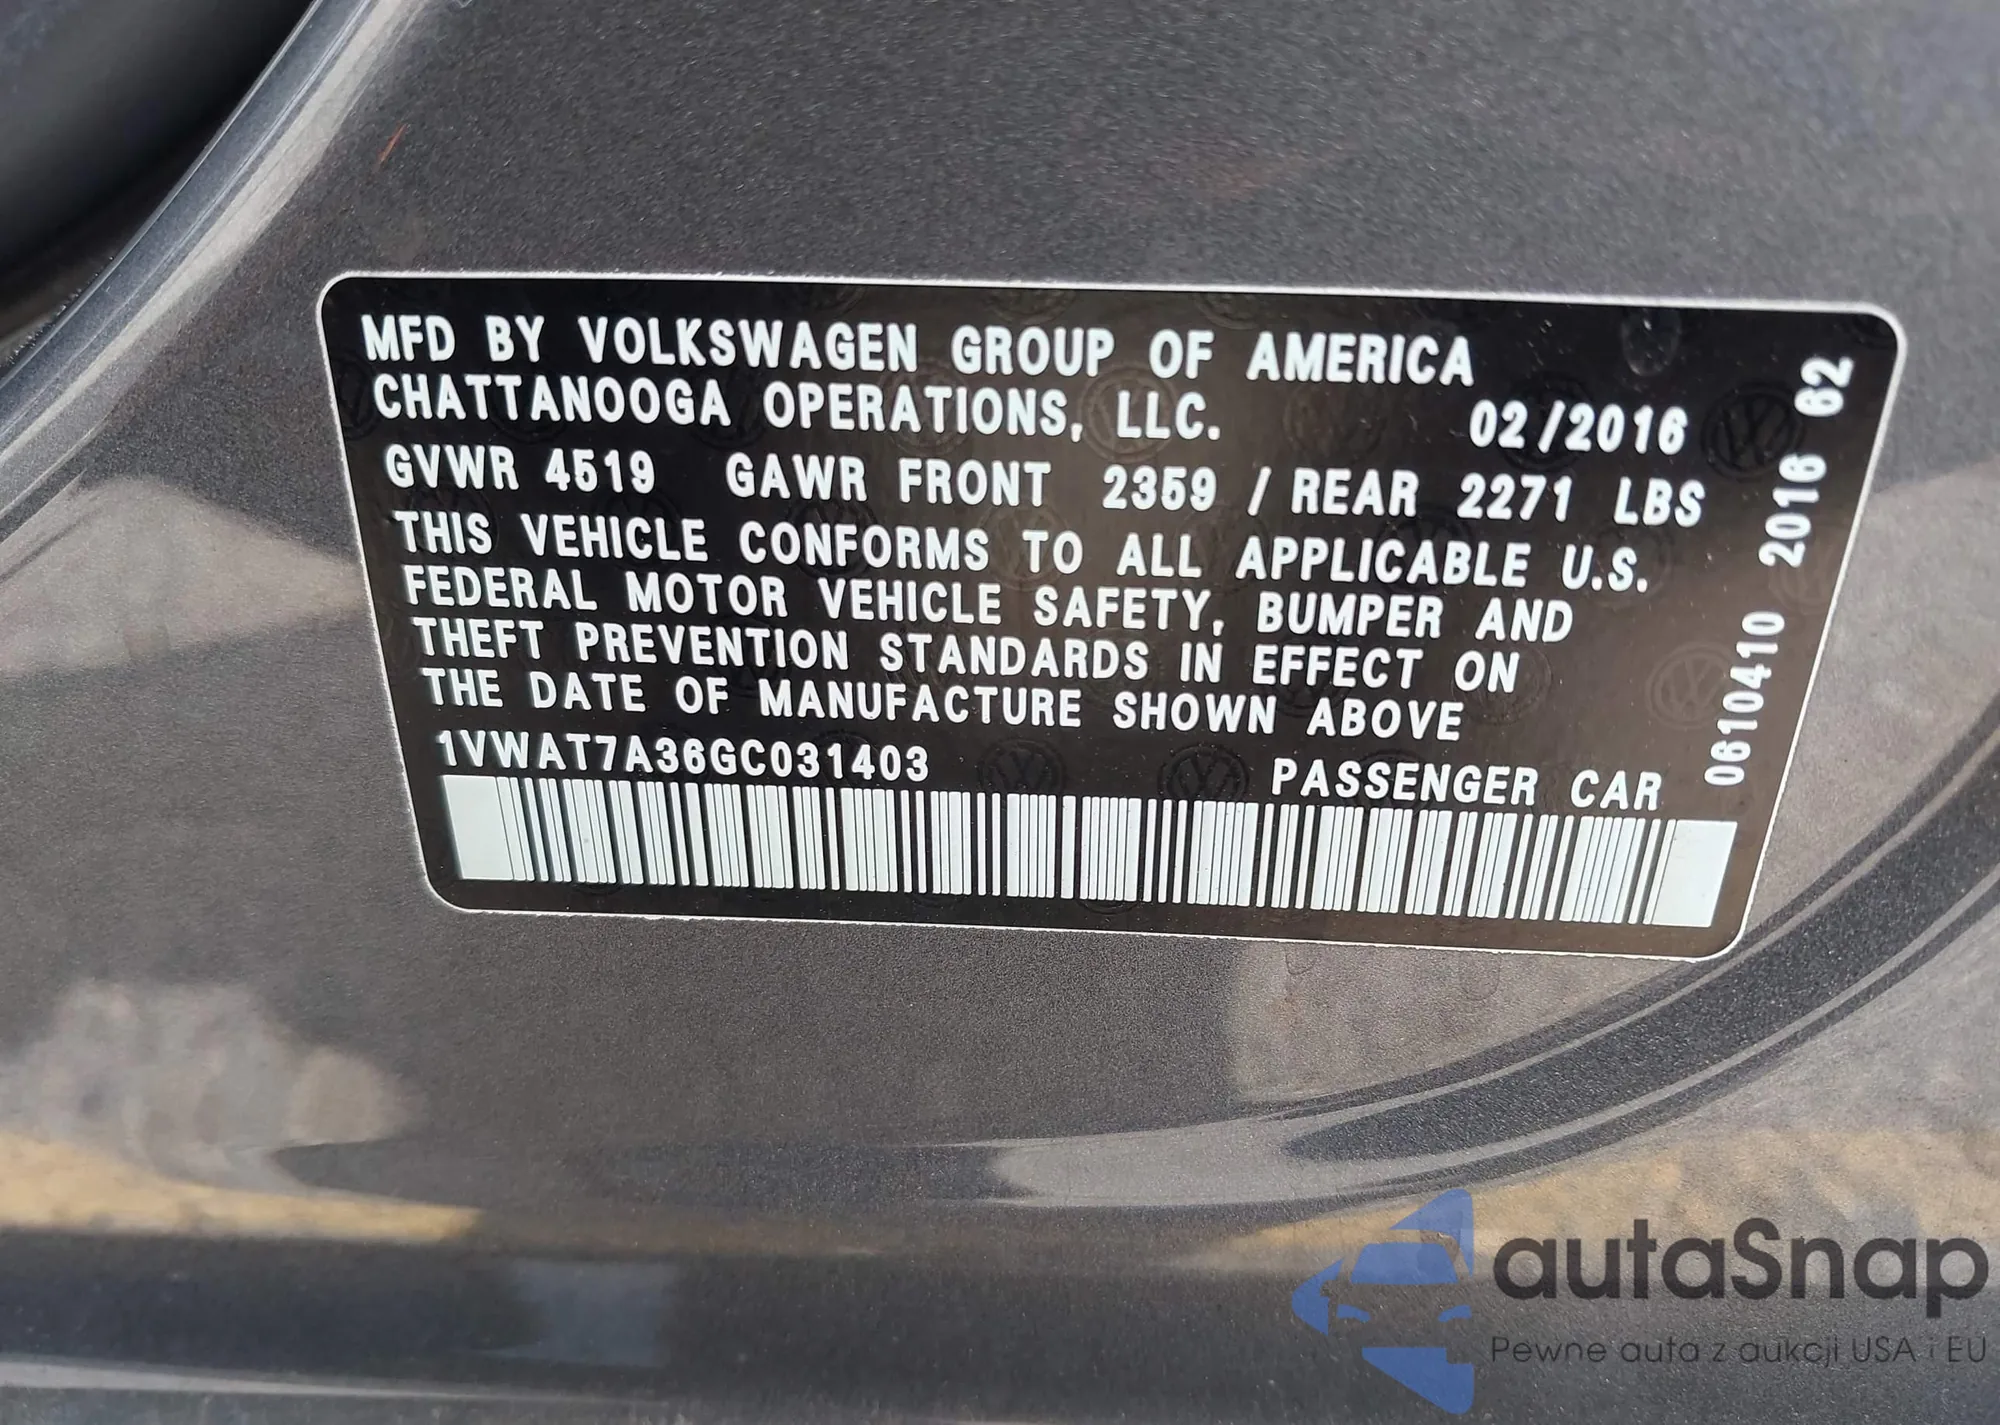 MFD BY VOLKSWAGEN GROUP OF AMERICA
CHATTANOOGA OPERATIONS, LLC. 02/2016
GVWR 4519 GAWR FRONT 2359 / REAR 2271 LBS
THIS VEHICLE CONFORMS TO ALL APPLICABLE U.S.
FEDERAL MOTOR VEHICLE SAFETY, BUMPER AND
THEFT PREVENTION STANDARDS IN EFFECT ON
THE DATE OF MANUFACTURE SHOWN ABOVE
1VWAT7A36GC031403 PASSENGER CAR
0610410 2016 62
autaSnap
Pewne auta z aukcji USA i EU